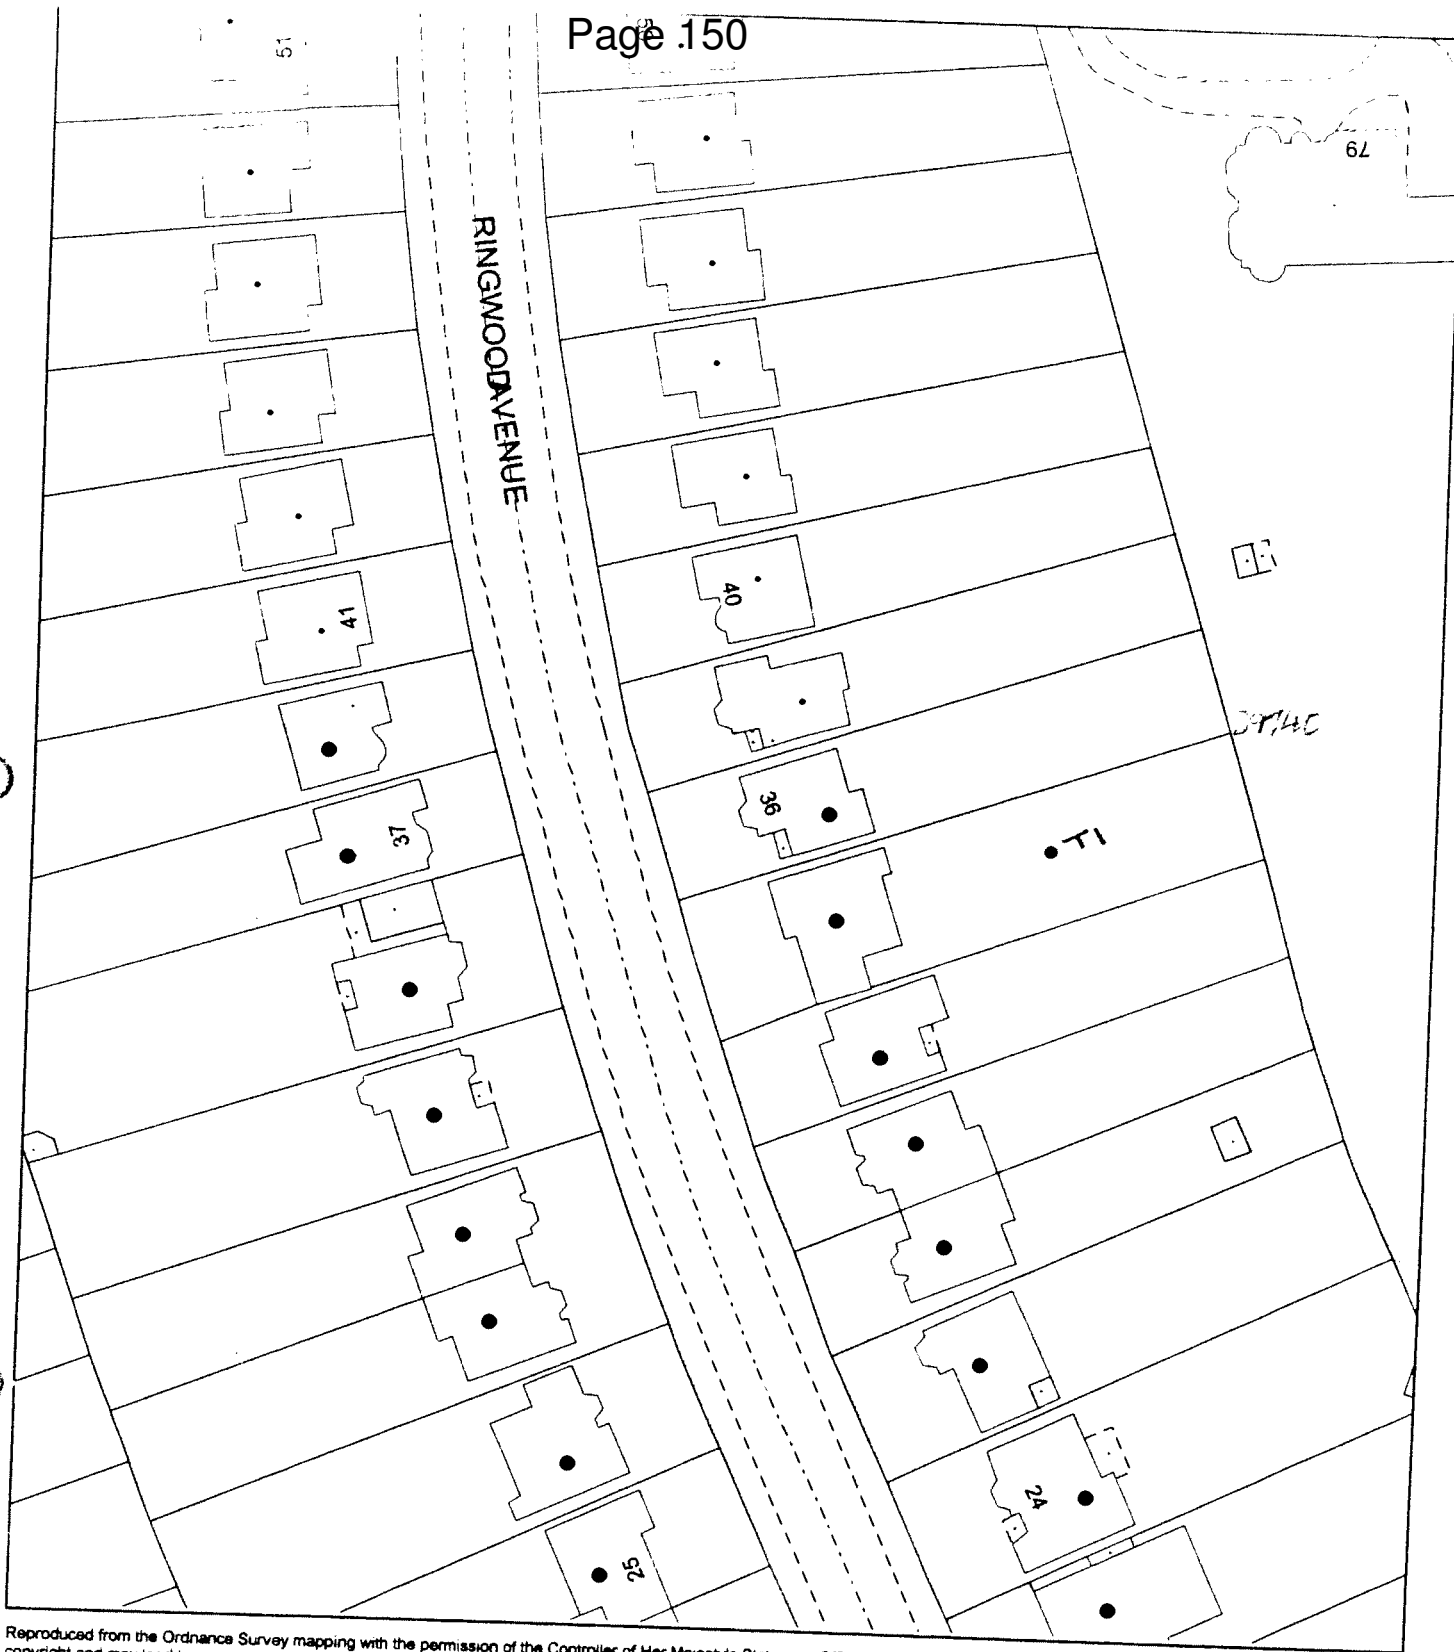 Page 150
51
79
RINGWOOD AVENUE
40
41
36
37
T1
24
25
Reproduced from the Ordnance Survey mapping with the permission of the Controller of Her Majesty's